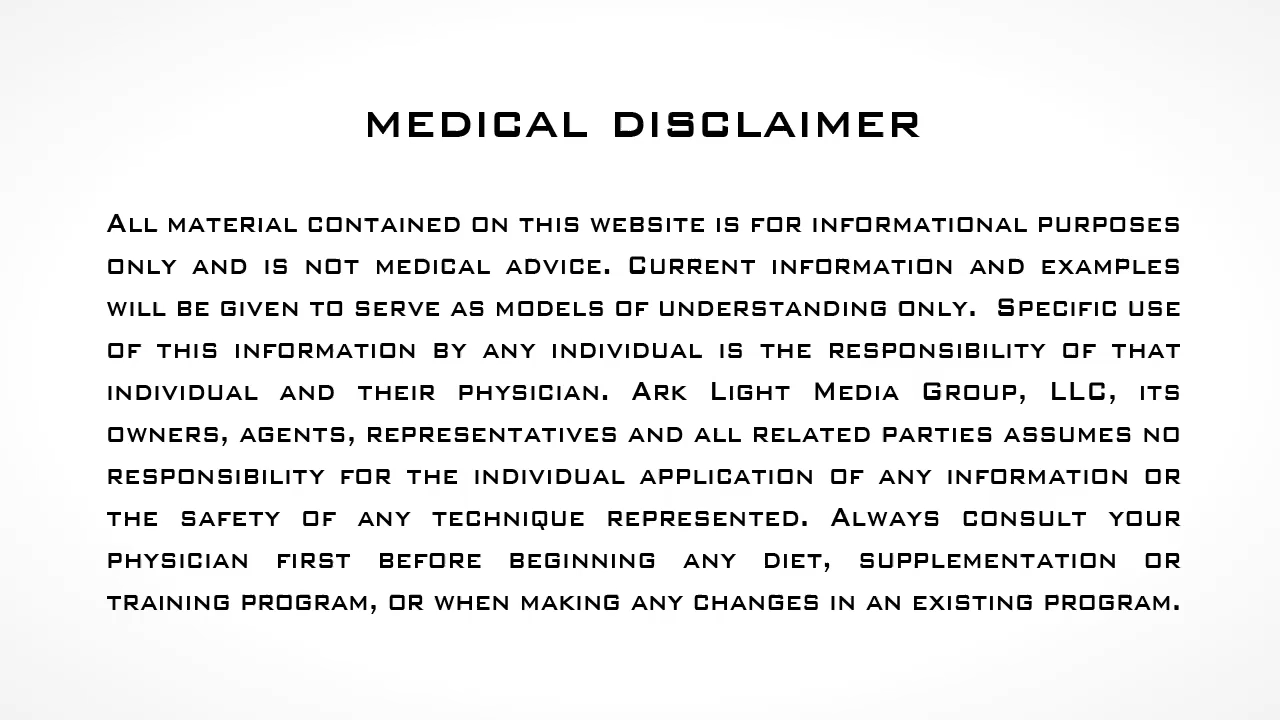 MEDICAL DISCLAIMER
All material contained on this website is for informational purposes
only and is not medical advice. Current information and examples
will be given to serve as models of understanding only.  Specific use
of this information by any individual is the responsibility of that
individual and their physician. Ark Light Media Group, LLC, its
owners, agents, representatives and all related parties assumes no
responsibility for the individual application of any information or
the safety of any technique represented. Always consult your
physician first before beginning any diet, supplementation or
training program, or when making any changes in an existing program.